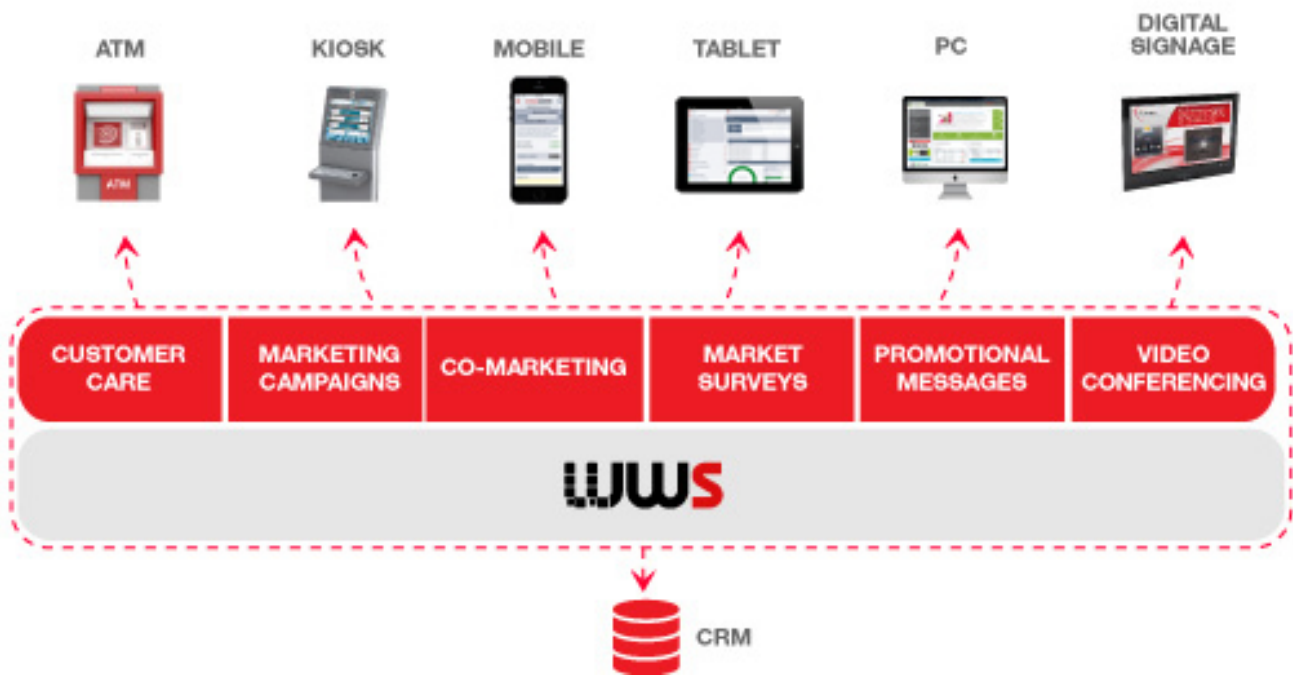 ATM
KIOSK
MOBILE
TABLET
PC
DIGITAL
SIGNAGE
ATM
CUSTOMER
CARE
MARKETING
CAMPAIGNS
CO-MARKETING
MARKET
SURVEYS
PROMOTIONAL
MESSAGES
VIDEO
CONFERENCING
WWS
CRM